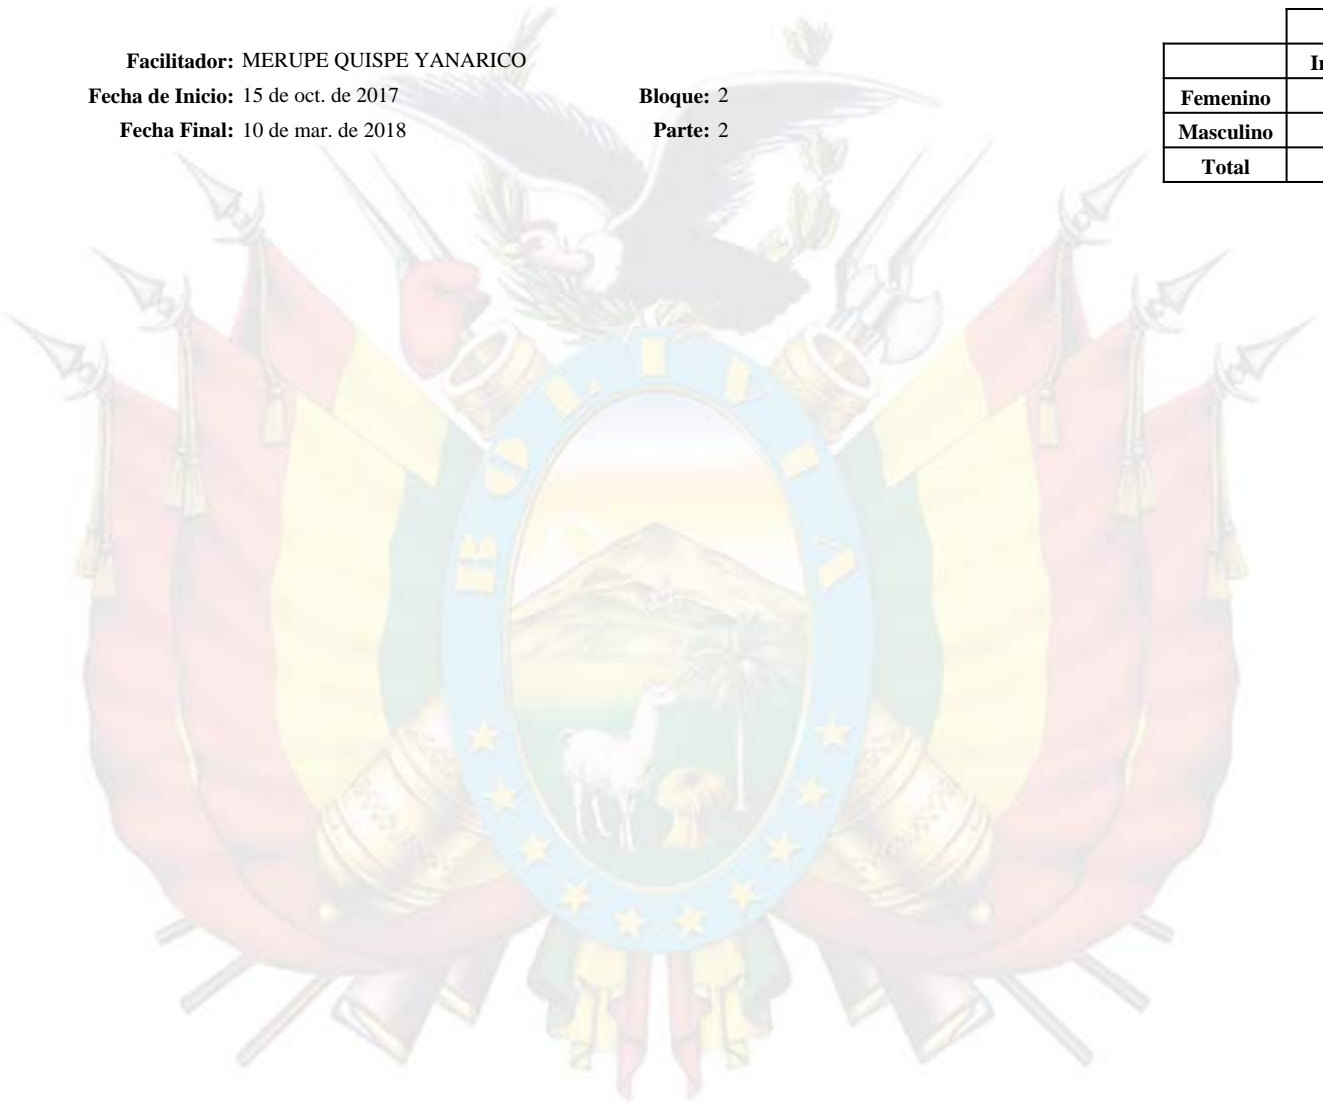 Facilitador: MERUPE QUISPE YANARICO
Fecha de Inicio: 15 de oct. de 2017 Bloque: 2
Fecha Final: 10 de mar. de 2018 Parte: 2
Femenino
Masculino
Total
BOLIVIA